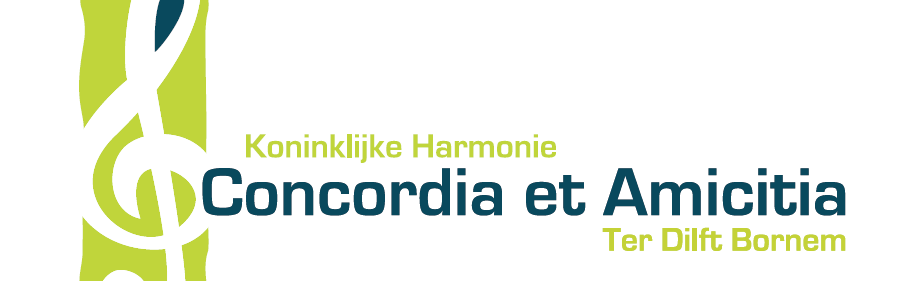 Koninklijke Harmonie
Concordia et Amicitia
Ter Dilft Bornem